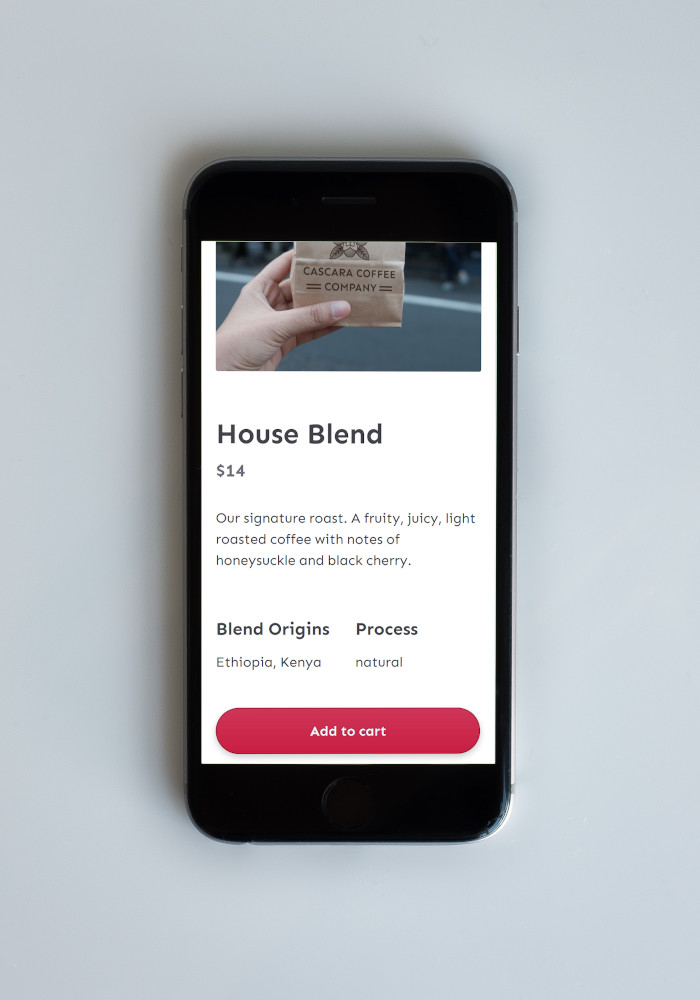 CASCARA COFFEE
COMPANY
House Blend
$14
Our signature roast. A fruity, juicy, light
roasted coffee with notes of
honeysuckle and black cherry.
Blend Origins Process
Ethiopia, Kenya natural
Add to cart